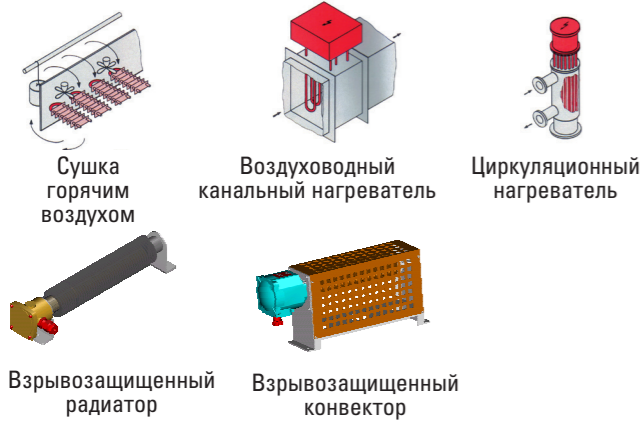 Сушка
горячим
воздухом
Воздуховодный
канальный нагреватель
Циркуляционный
нагреватель
Взрывозащищенный
радиатор
Взрывозащищенный
конвектор